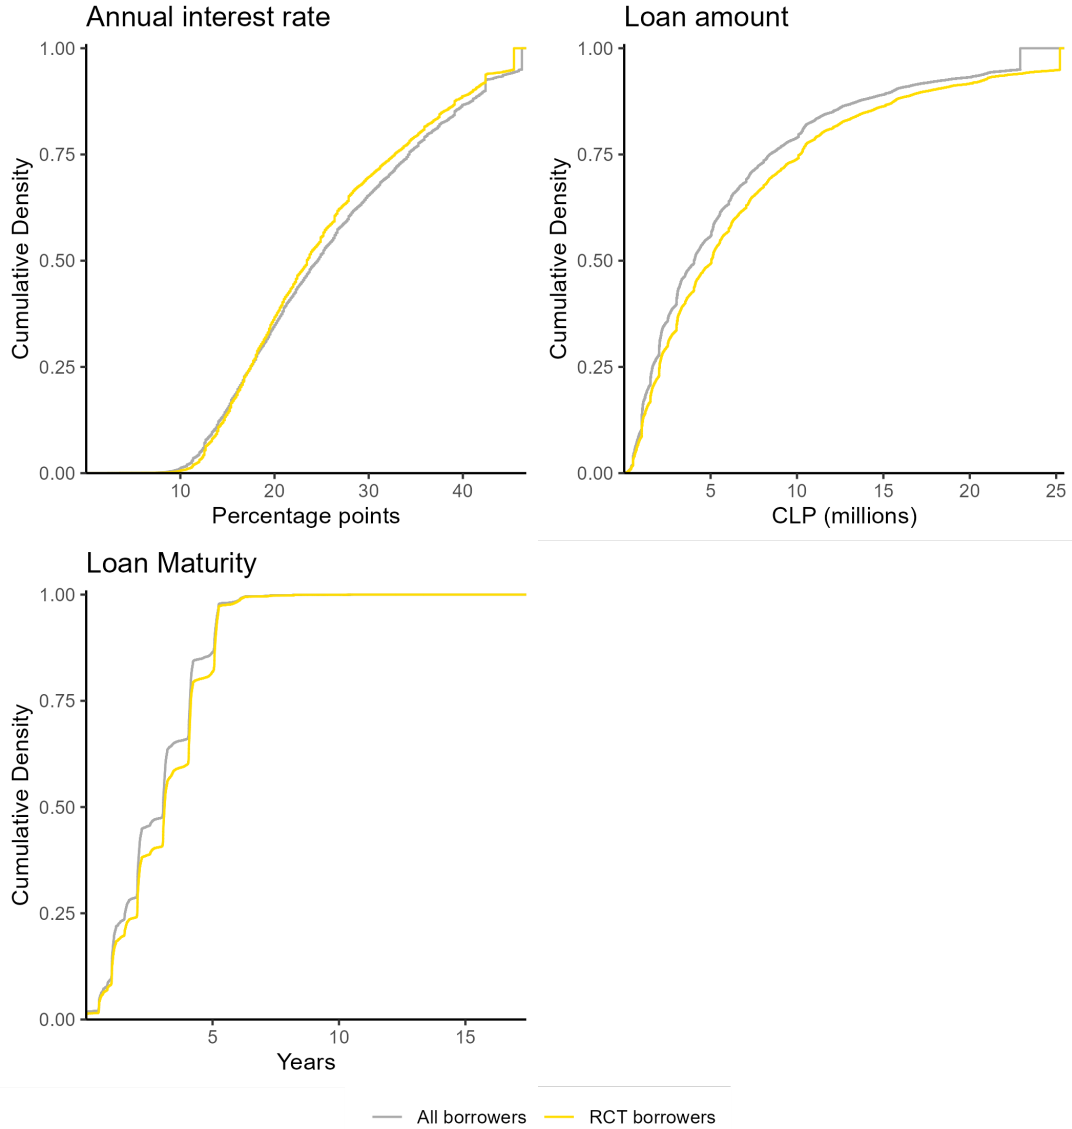 Annual interest rate
1.00
0.75
0.50
0.25
0.00
Cumulative Density
10 20 30 40
Percentage points
Loan amount
1.00
0.75
0.50
0.25
0.00
Cumulative Density
5 10 15 20 25
CLP (millions)
Loan Maturity
1.00
0.75
0.50
0.25
0.00
Cumulative Density
5 10 15
Years
All borrowers RCT borrowers